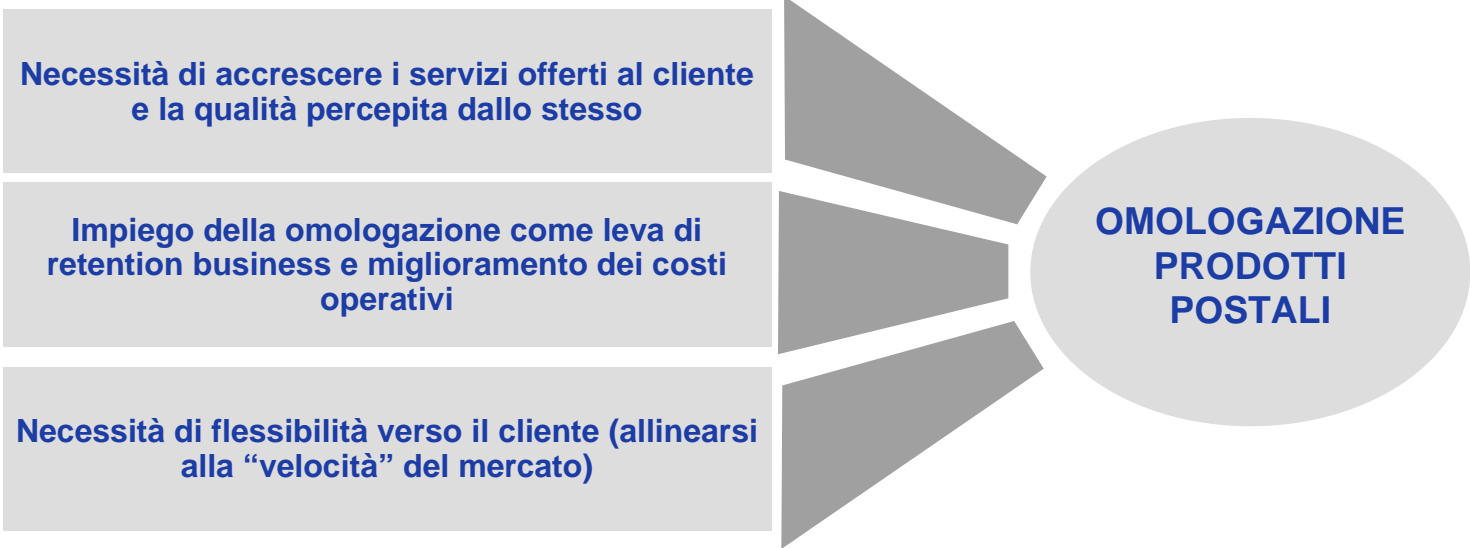 Necessità di accrescere i servizi offerti al cliente
e la qualità percepita dallo stesso
Impiego della omologazione come leva di
retention business e miglioramento dei costi
operativi
Necessità di flessibilità verso il cliente (allinearsi
alla “velocità” del mercato)
OMOLOGAZIONE
PRODOTTI
POSTALI